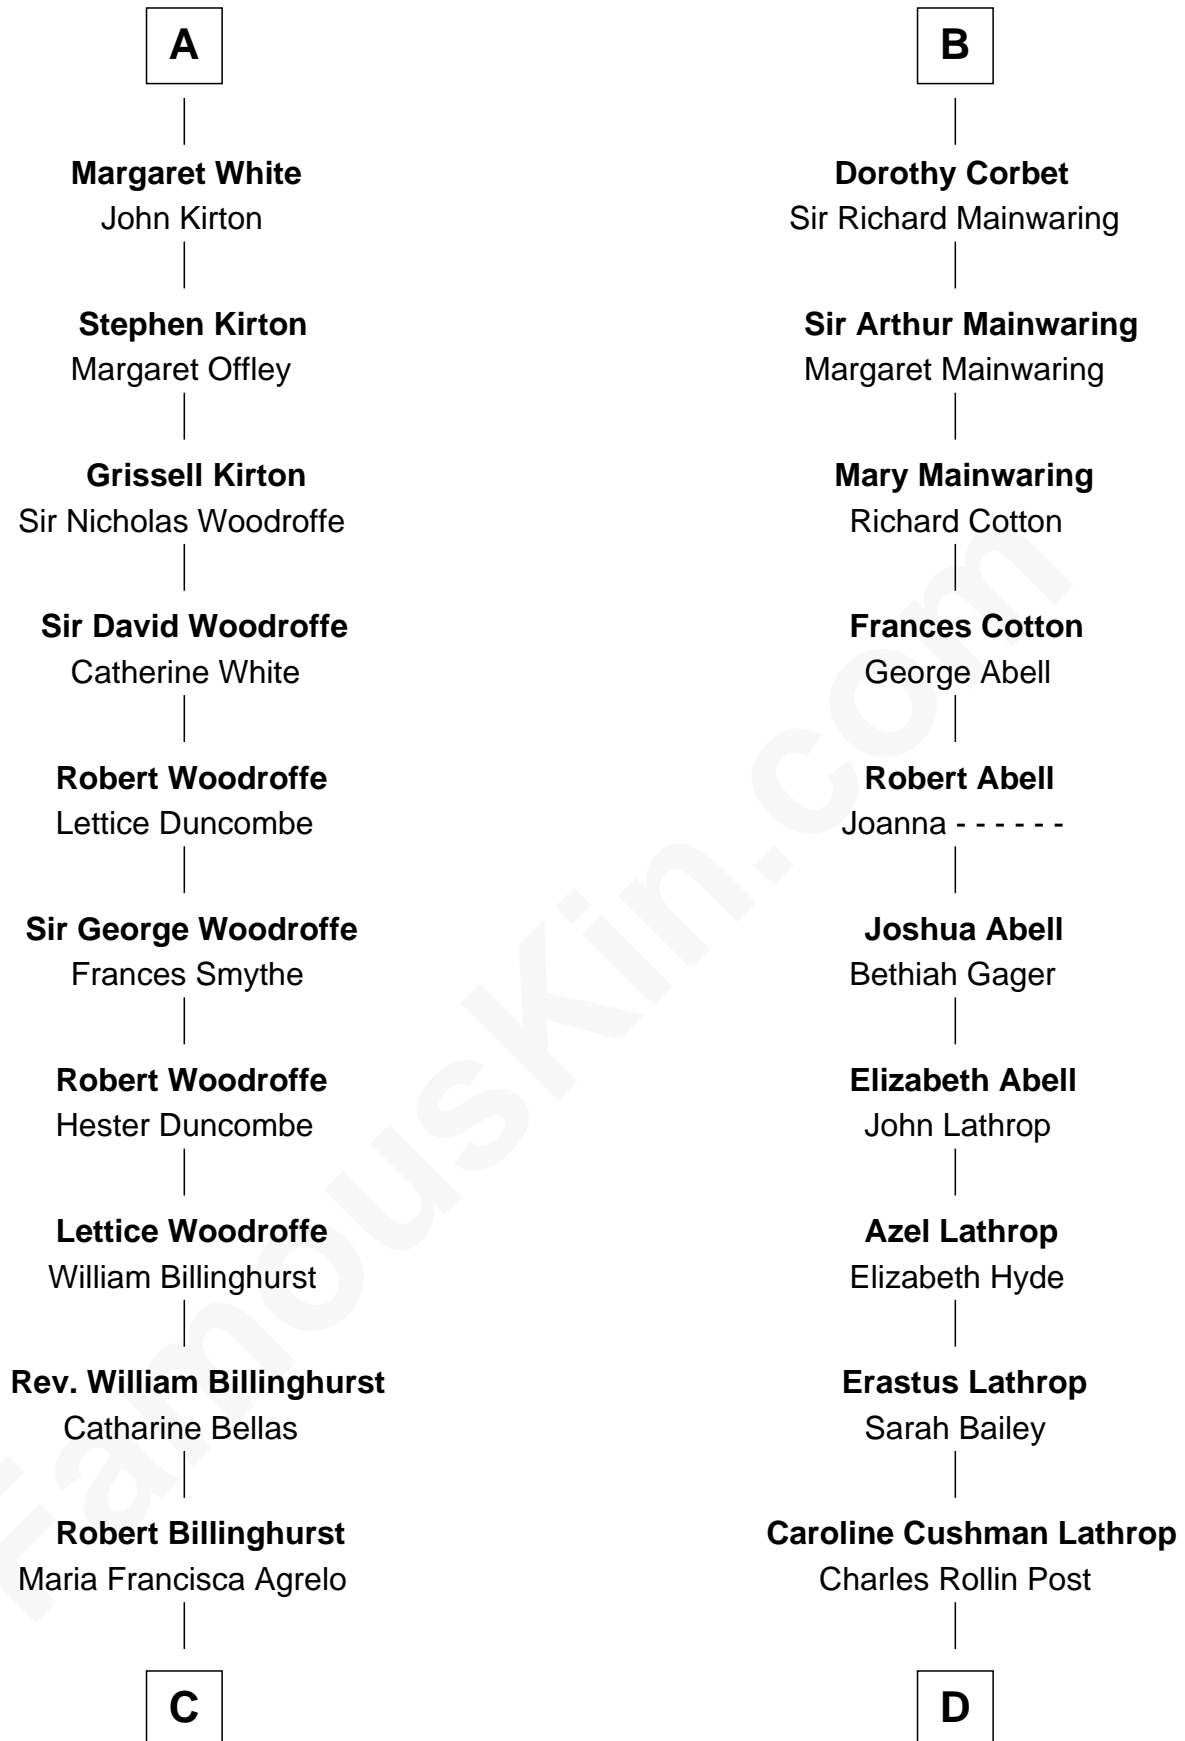 A
Margaret White
John Kirton
Stephen Kirton
Margaret Offley
Grissell Kirton
Sir Nicholas Woodroffe
Sir David Woodroffe
Catherine White
Robert Woodroffe
Lettice Duncombe
Sir George Woodroffe
Frances Smythe
Robert Woodroffe
Hester Duncombe
Lettice Woodroffe
William Billinghurst
Rev. William Billinghurst
Catharine Bellas
Robert Billinghurst
Maria Francisca Agrelo
C
B
Dorothy Corbet
Sir Richard Mainwaring
Sir Arthur Mainwaring
Margaret Mainwaring
Mary Mainwaring
Richard Cotton
Frances Cotton
George Abell
Robert Abell
Joanna - - - - - -
Joshua Abell
Bethiah Gager
Elizabeth Abell
John Lathrop
Azel Lathrop
Elizabeth Hyde
Erastus Lathrop
Sarah Bailey
Caroline Cushman Lathrop
Charles Rollin Post
D
FamousKin.com